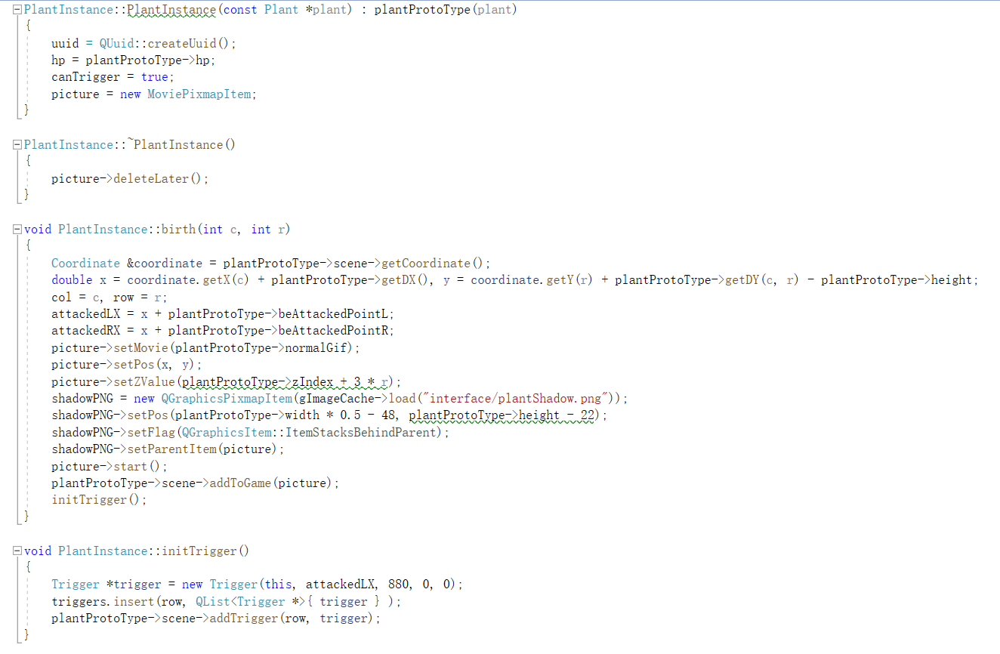 PlantInstance::PlantInstance(const Plant *plant) : plantProtoType(plant)
{
    uuid = QUuid::createUuid();
    hp = plantProtoType->hp;
    canTrigger = true;
    picture = new MoviePixmapItem;
}

PlantInstance::~PlantInstance()
{
    picture->deleteLater();
}

void PlantInstance::birth(int c, int r)
{
    Coordinate &coordinate = plantProtoType->scene->getCoordinate();
    double x = coordinate.getX(c) + plantProtoType->getDX(), y = coordinate.getY(r) + plantProtoType->getDY(c, r) - plantProtoType->height;
    col = c, row = r;
    attackedLX = x + plantProtoType->beAttackedPointL;
    attackedRX = x + plantProtoType->beAttackedPointR;
    picture->setMovie(plantProtoType->normalGif);
    picture->setPos(x, y);
    picture->setZValue(plantProtoType->zIndex + 3 * r);
    shadowPNG = new QGraphicsPixmapItem(gImageCache->load("interface/plantShadow.png"));
    shadowPNG->setPos(plantProtoType->width * 0.5 - 48, plantProtoType->height - 22);
    shadowPNG->setFlag(QGraphicsItem::ItemStacksBehindParent);
    shadowPNG->setParentItem(picture);
    picture->start();
    plantProtoType->scene->addToGame(picture);
    initTrigger();
}

void PlantInstance::initTrigger()
{
    Trigger *trigger = new Trigger(this, attackedLX, 880, 0, 0);
    triggers.insert(row, QList<Trigger *>{ trigger } );
    plantProtoType->scene->addTrigger(row, trigger);
}